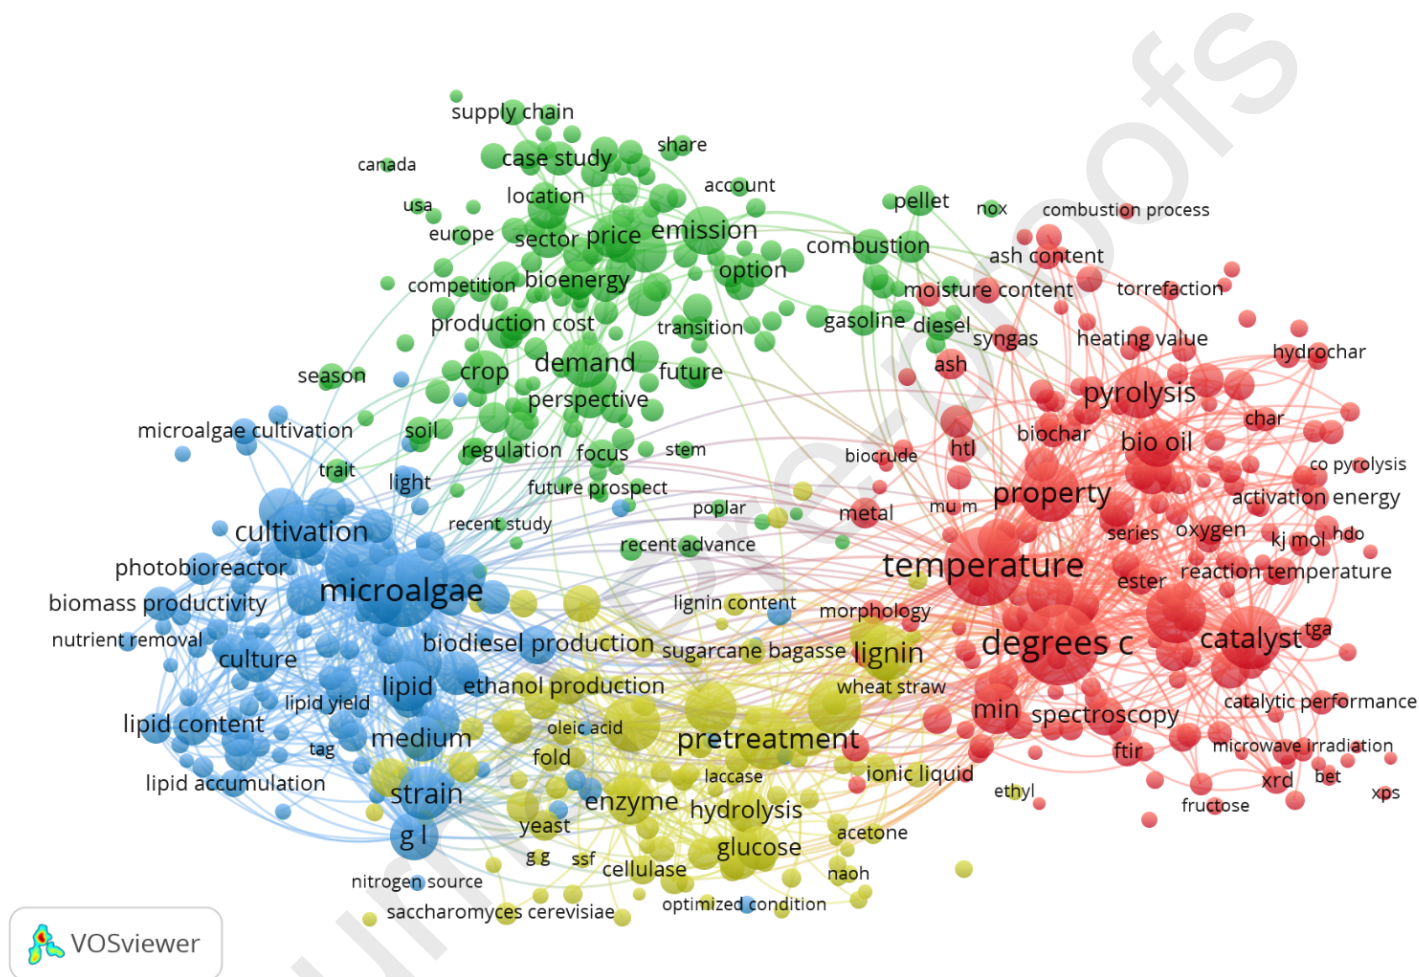 supply chain
case study
share
canada
location
account
usa
pellet
nox
combustion process
europe
sector
price
emission
combustion
ash content
competition
bioenergy
option
moisture content
torrefaction
production cost
transition
gasoline
diesel
syngas
heating value
hydrochar
season
crop
demand
future
ash
pyrolysis
perspective
char
microalgae cultivation
soil
regulation
focus
stem
biocrude
htl
biochar
bio oil
co pyrolysis
trait
light
future prospect
poplar
metal
mu m
property
activation energy
cultivation
recent study
recent advance
series
oxygen
kj mol
hdo
photobioreactor
microalgae
temperature
ester
reaction temperature
biomass productivity
lignin content
morphology
nutrient removal
culture
biodiesel production
sugarcane bagasse
lignin
degrees c
catalyst
tga
lipid
ethanol production
wheat straw
lipid yield
min
spectroscopy
catalytic performance
lipid content
tag
medium
oleic acid
pretreatment
ftir
microwave irradiation
lipid accumulation
fold
laccase
ionic liquid
xrd
bet
strain
enzyme
hydrolysis
ethyl
fructose
xps
g l
yeast
glucose
acetone
g g
ssf
cellulase
naoh
nitrogen source
saccharomyces cerevisiae
optimized condition
VOSviewer
Pre-proofs